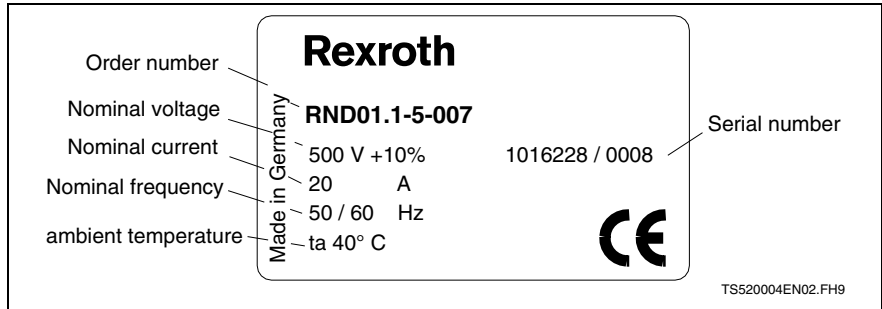 Rexroth
Order number
Made in Germany
RND01.1-5-007
Nominal voltage
500 V +10%
1016228 / 0008
Serial number
Nominal current
20 A
Nominal frequency
50 / 60 Hz
ambient temperature
ta 40° C
CE
TS520004EN02.FH9